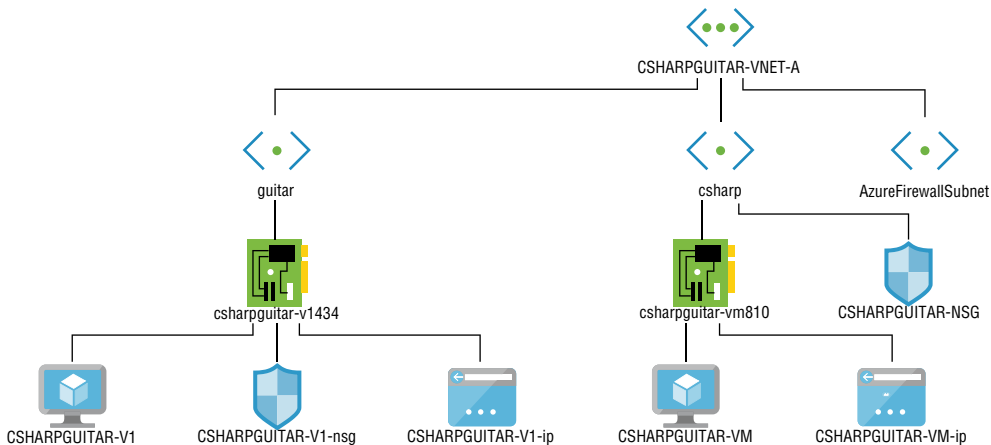 CSHARPGUITAR-VNET-A
guitar
csharp
AzureFirewallSubnet
csharpguitar-v1434
csharpguitar-vm810
CSHARPGUITAR-NSG
CSHARPGUITAR-V1
CSHARPGUITAR-V1-nsg
CSHARPGUITAR-V1-ip
CSHARPGUITAR-VM
CSHARPGUITAR-VM-ip